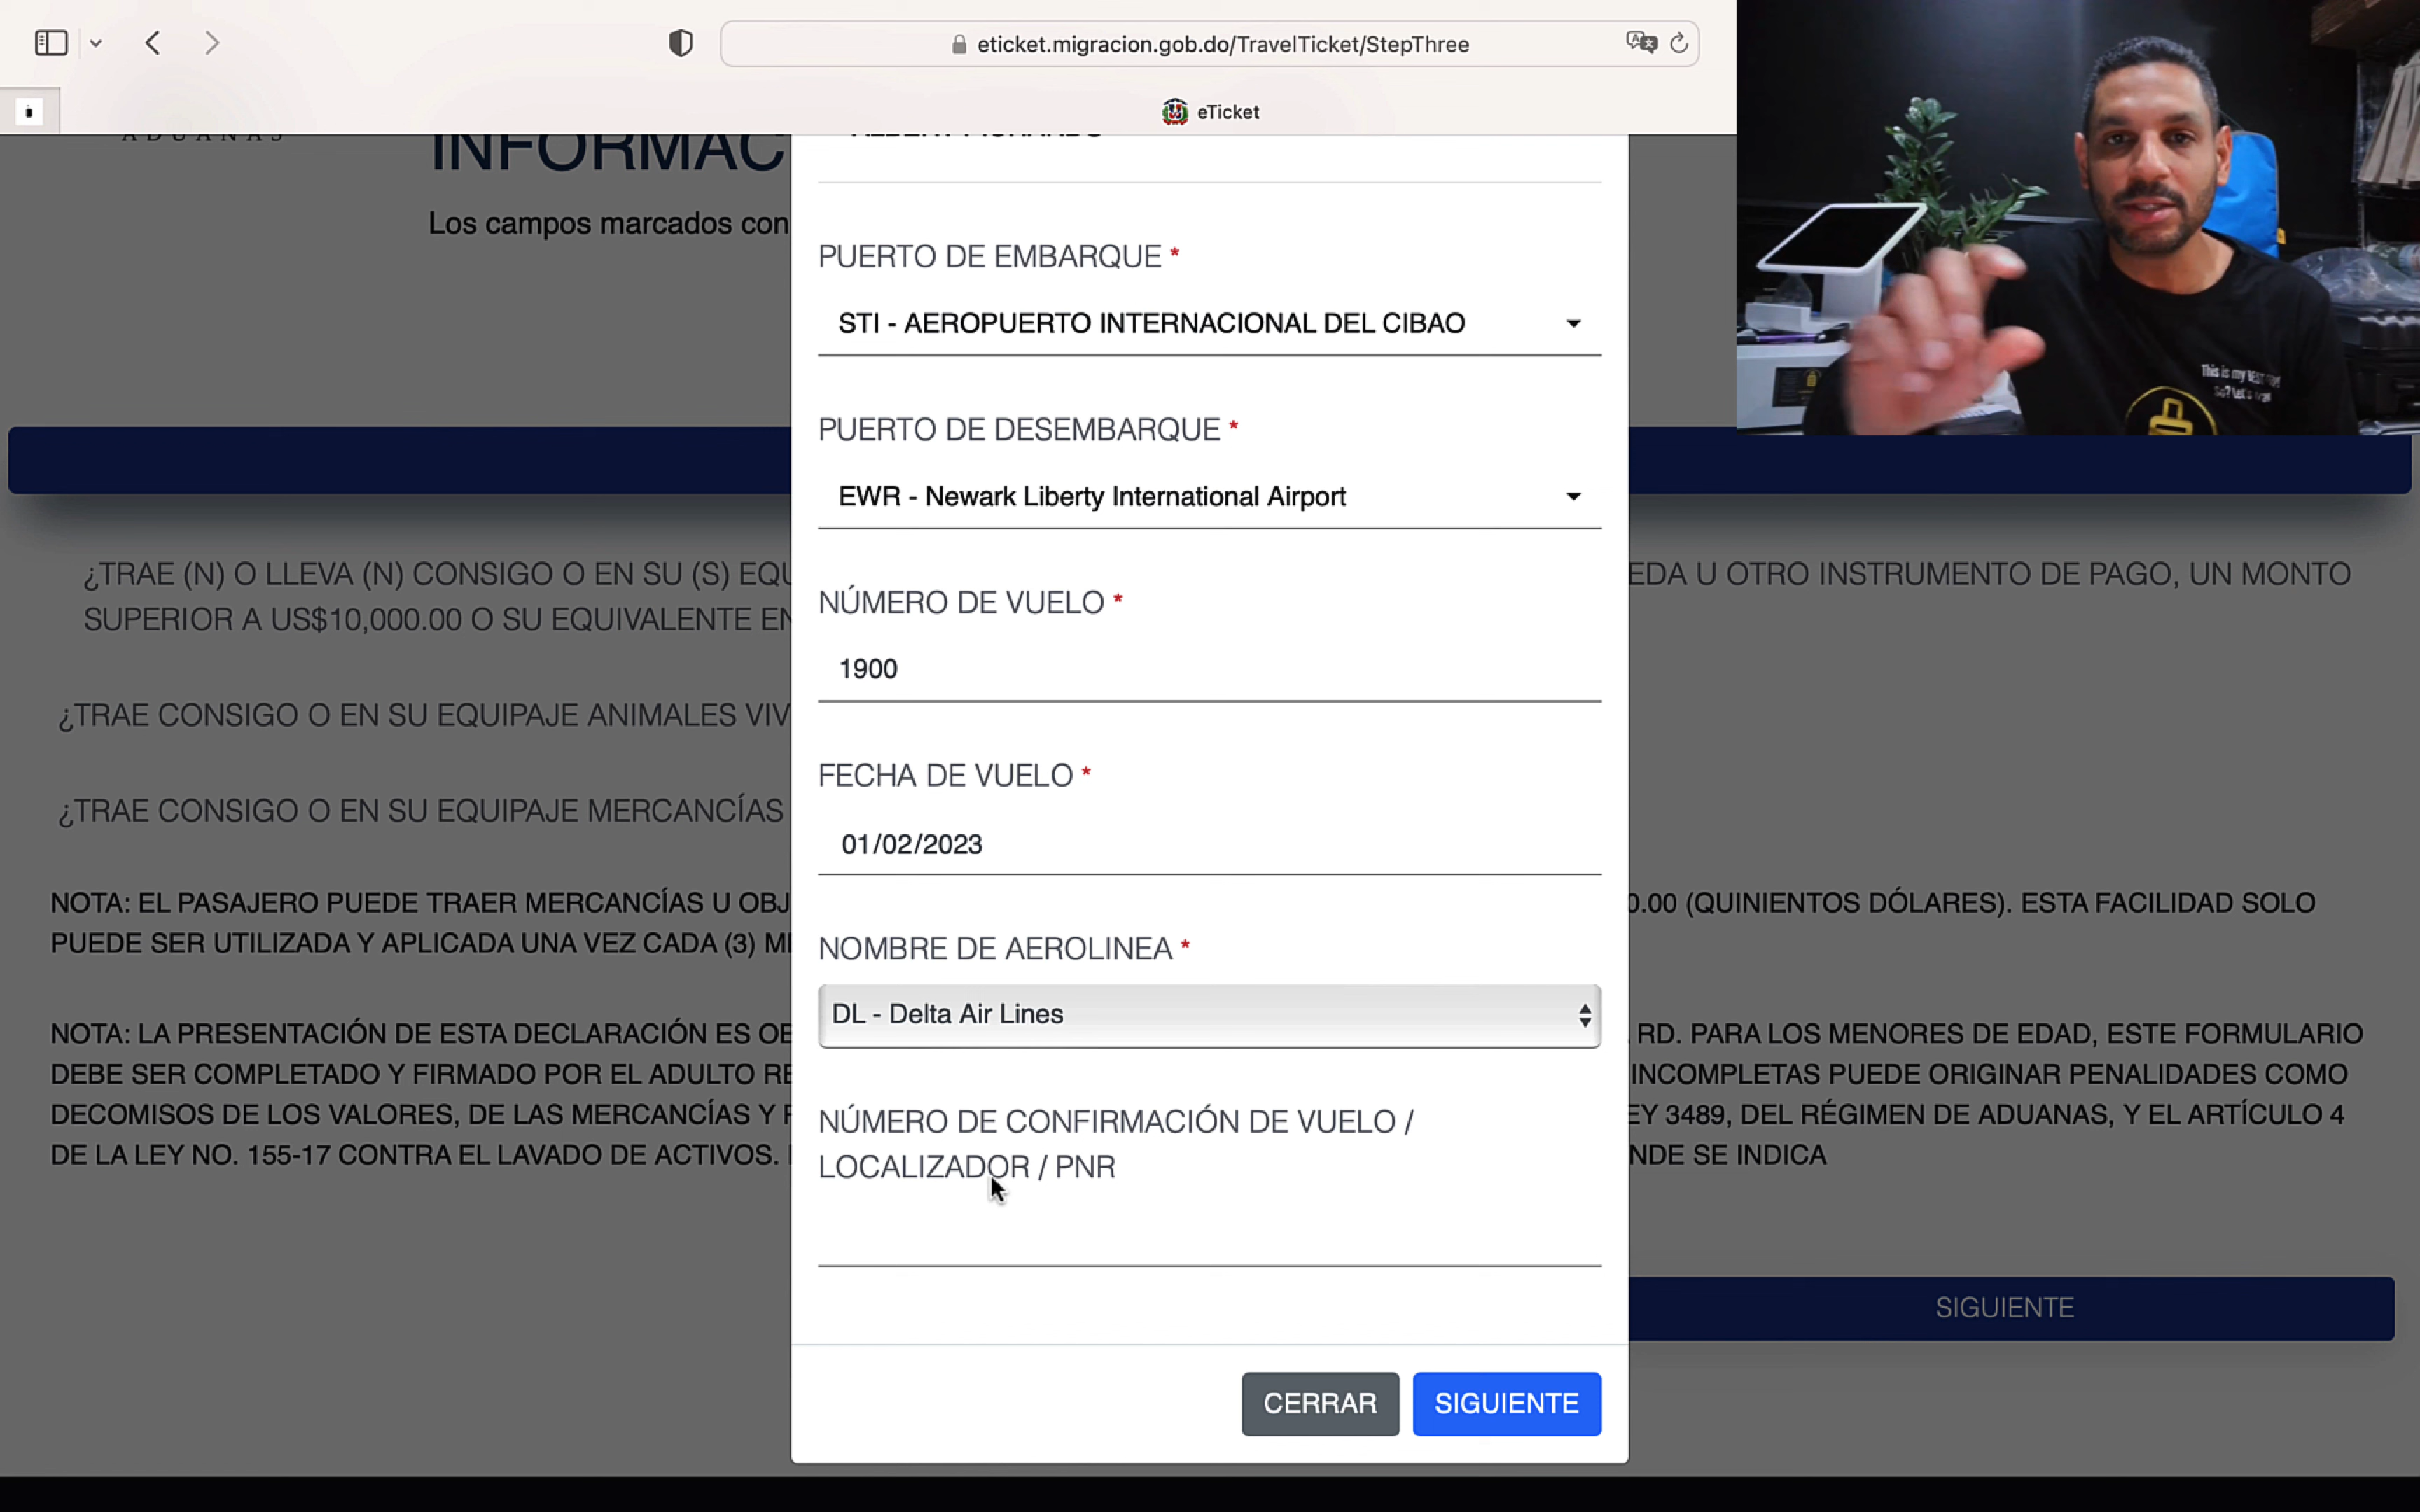 eticket.migracion.gob.do/TravelTicket/StepThree
eTicket
ADUANAS
Los campos marcados con
PUERTO DE EMBARQUE *
STI - AEROPUERTO INTERNACIONAL DEL CIBAO
PUERTO DE DESEMBARQUE *
EWR - Newark Liberty International Airport
¿TRAE (N) O LLEVA (N) CONSIGO O EN SU (S) EDA U OTRO INSTRUMENTO DE PAGO, UN MONTO
SUPERIOR A US$10,000.00 O SU EQUIVALENTE EN
NÚMERO DE VUELO *
1900
¿TRAE CONSIGO O EN SU EQUIPAJE ANIMALES VIV
FECHA DE VUELO *
¿TRAE CONSIGO O EN SU EQUIPAJE MERCANCÍAS
01/02/2023
NOTA: EL PASAJERO PUEDE TRAER MERCANCÍAS U OBJ 0.00 (QUINIENTOS DÓLARES). ESTA FACILIDAD SOLO
PUEDE SER UTILIZADA Y APLICADA UNA VEZ CADA (3)
NOMBRE DE AEROLINEA *
DL - Delta Air Lines
NOTA: LA PRESENTACIÓN DE ESTA DECLARACIÓN ES RD. PARA LOS MENORES DE EDAD, ESTE FORMULARIO
DEBE SER COMPLETADO Y FIRMADO POR EL ADULTO INCOMPLETAS PUEDE ORIGINAR PENALIDADES COMO
DECOMISOS DE LOS VALORES, DE LAS MERCANCÍAS Y EY 3489, DEL RÉGIMEN DE ADUANAS, Y EL ARTÍCULO 4
DE LA LEY NO. 155-17 CONTRA EL LAVADO DE ACTIVOS. NDE SE INDICA
NÚMERO DE CONFIRMACIÓN DE VUELO /
LOCALIZADOR / PNR
SIGUIENTE
CERRAR
SIGUIENTE
This is my